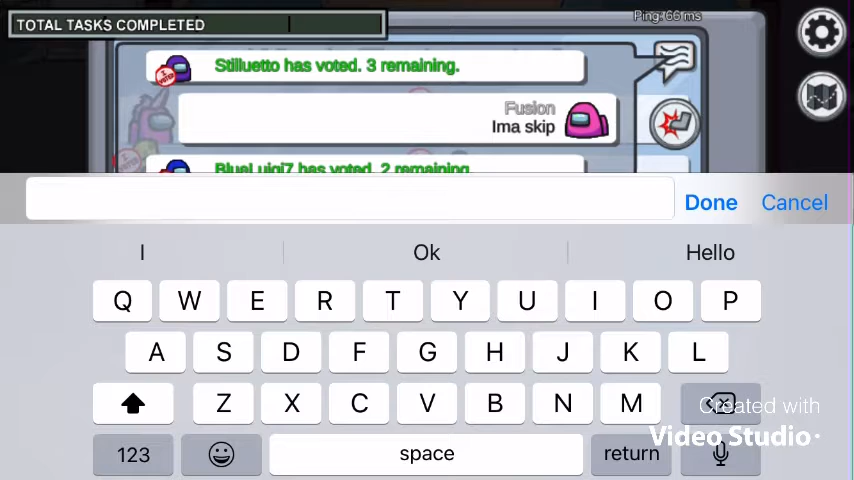 TOTAL TASKS COMPLETED
Ping: 66 ms
Stilluetto has voted. 3 remaining.
Fusion
Ima skip
BlueLuigi7 has voted. 2 remaining.
Done
Cancel
I
Ok
Hello
Q W E R T Y U I O P
A S D F G H J K L
Z X C V B N M
Created with
Video Studio
123
space
return